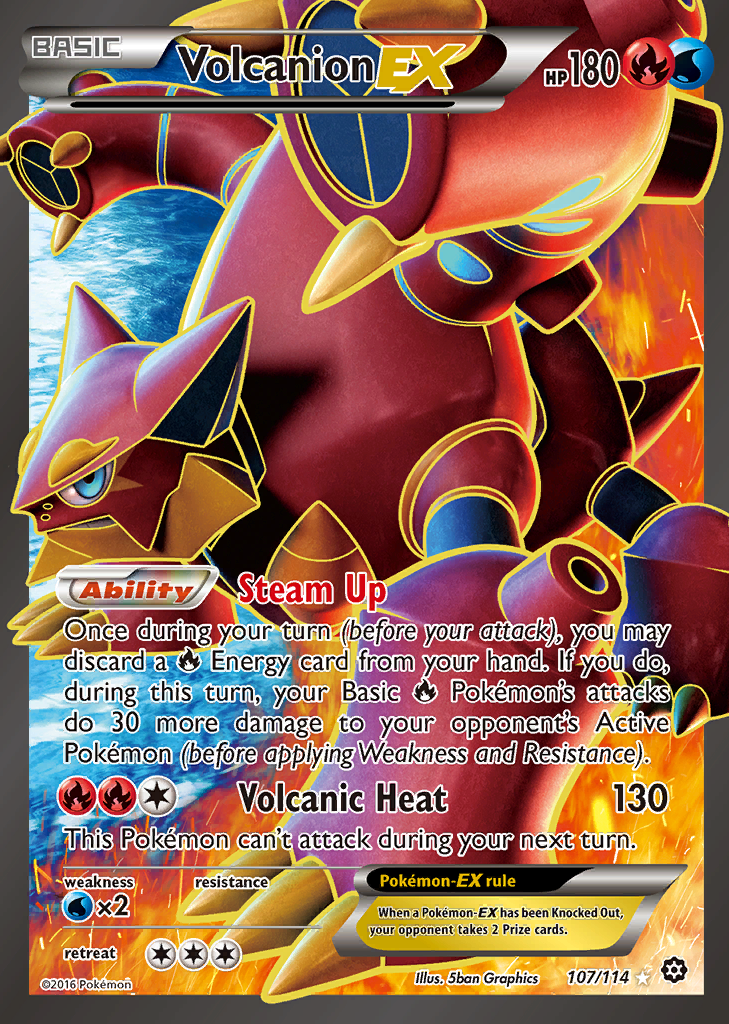 BASIC
Volcanion EX
HP 180
Ability Steam Up
Once during your turn (before your attack), you may
discard a Energy card from your hand. If you do,
during this turn, your Basic Pokémon's attacks
do 30 more damage to your opponent's Active
Pokémon (before applying Weakness and Resistance).
Volcanic Heat 130
This Pokémon can't attack during your next turn.
weakness resistance
×2
retreat
Pokémon-EX rule
When a Pokémon-EX has been Knocked Out,
your opponent takes 2 Prize cards.
Illus. 5ban Graphics 107/114
©2016 Pokémon